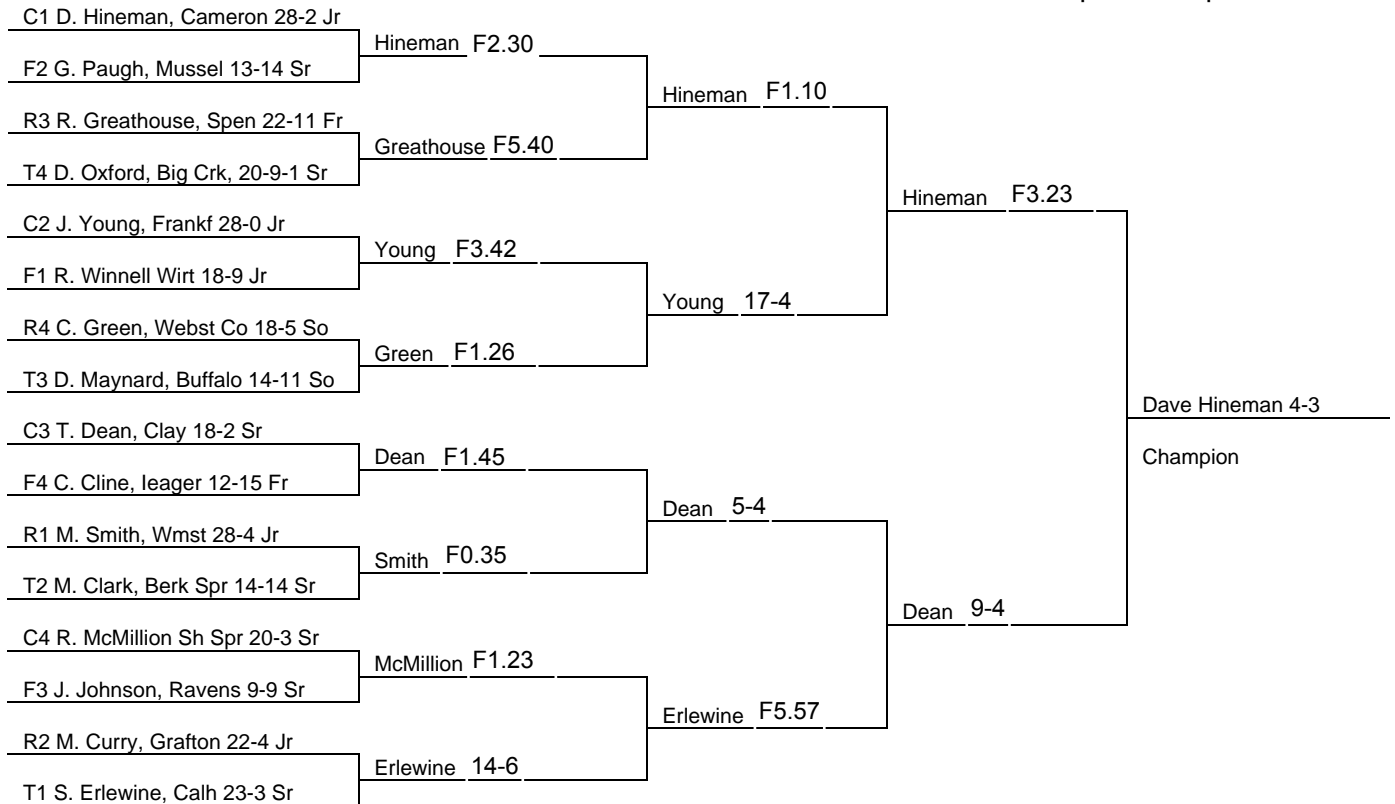 C1 D. Hineman, Cameron 28-2 Jr
Hineman F2.30
F2 G. Paugh, Mussel 13-14 Sr
Hineman F1.10
R3 R. Greathouse, Spen 22-11 Fr
Greathouse F5.40
T4 D. Oxford, Big Crk, 20-9-1 Sr
Hineman F3.23
C2 J. Young, Frankf 28-0 Jr
Young F3.42
F1 R. Winnell Wirt 18-9 Jr
Young 17-4
R4 C. Green, Webst Co 18-5 So
Green F1.26
T3 D. Maynard, Buffalo 14-11 So
Dave Hineman 4-3
Champion
C3 T. Dean, Clay 18-2 Sr
Dean F1.45
F4 C. Cline, Ieager 12-15 Fr
Dean 5-4
R1 M. Smith, Wmst 28-4 Jr
Smith F0.35
T2 M. Clark, Berk Spr 14-14 Sr
Dean 9-4
C4 R. McMillion Sh Spr 20-3 Sr
McMillion F1.23
F3 J. Johnson, Ravens 9-9 Sr
Erlewine F5.57
R2 M. Curry, Grafton 22-4 Jr
Erlewine 14-6
T1 S. Erlewine, Calh 23-3 Sr